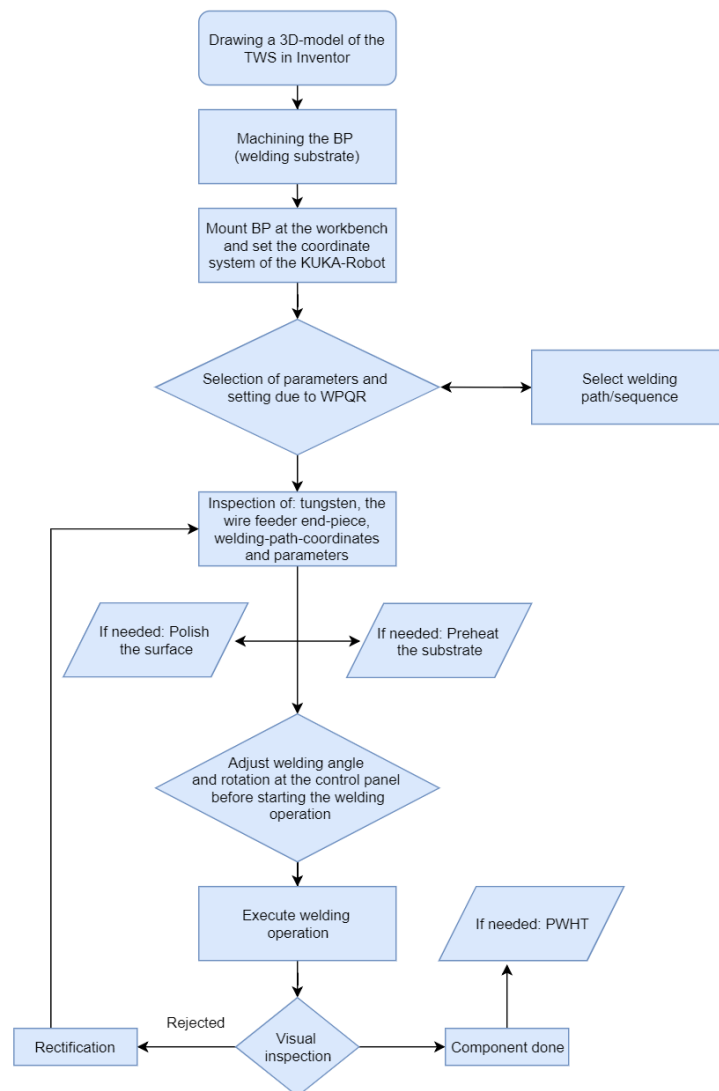 Drawing a 3D-model of the
TWS in Inventor
Machining the BP
(welding substrate)
Mount BP at the workbench
and set the coordinate
system of the KUKA-Robot
Selection of parameters and
setting due to WPQR
Select welding
path/sequence
Inspection of: tungsten, the
wire feeder end-piece,
welding-path-coordinates
and parameters
If needed: Polish
the surface
If needed: Preheat
the substrate
Adjust welding angle
and rotation at the control panel
before starting the welding
operation
Execute welding
operation
If needed: PWHT
Rejected
Rectification
Visual
inspection
Component done